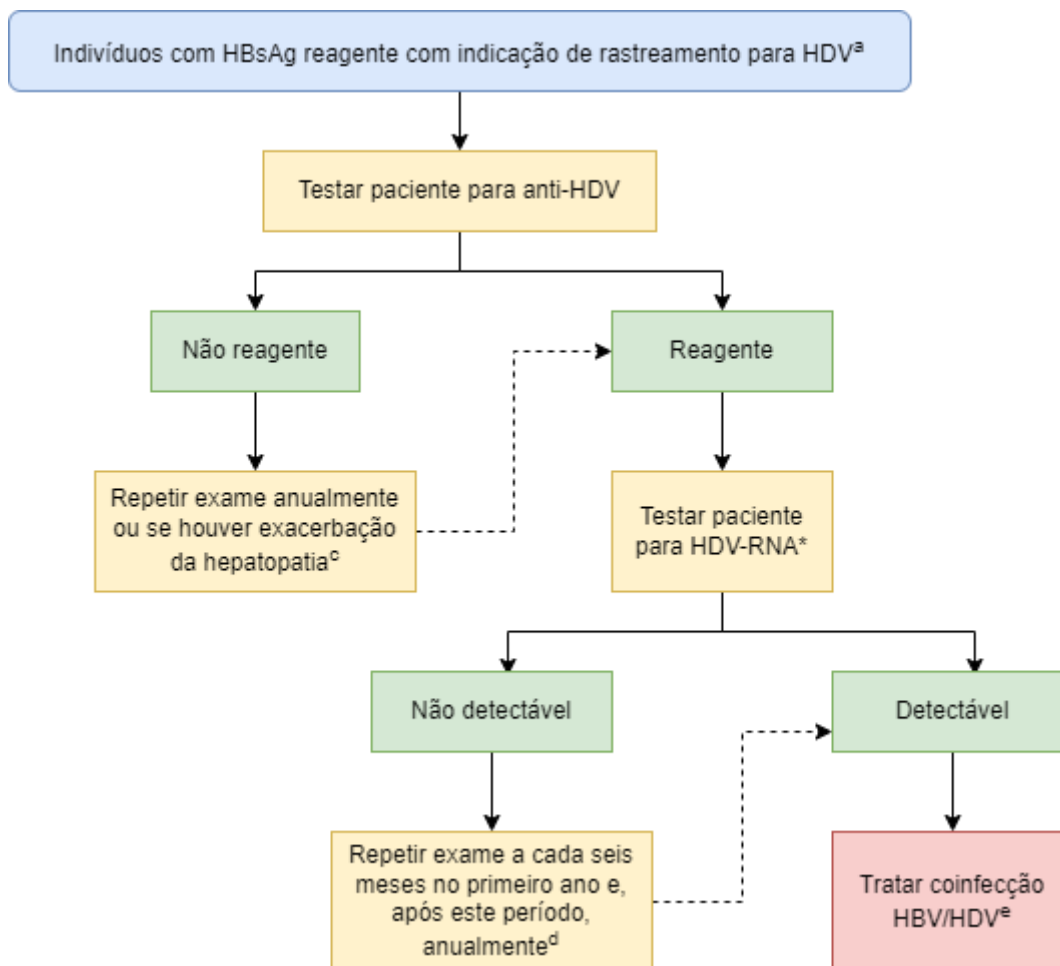 Indivíduos com HBsAg reagente com indicação de rastreamento para HDVª
Testar paciente para anti-HDV
Não reagente
Reagente
Repetir exame anualmente
ou se houver exacerbação
da hepatopatiaᶜ
Testar paciente
para HDV-RNA*
Não detectável
Detectável
Repetir exame a cada seis
meses no primeiro ano e,
após este período,
anualmenteᵈ
Tratar coinfecção
HBV/HDVᵉ